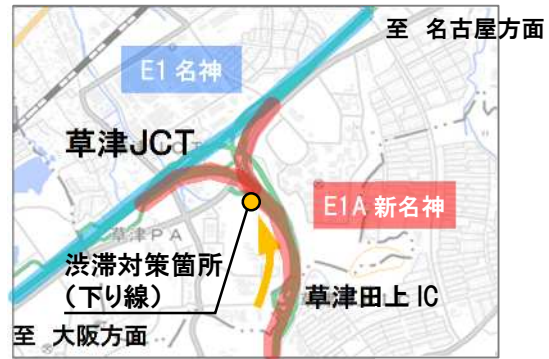 至 名古屋方面
E1 名神
草津JCT
E1A 新名神
草津PA
渋滞対策箇所
（下り線）
草津田上 IC
至 大阪方面